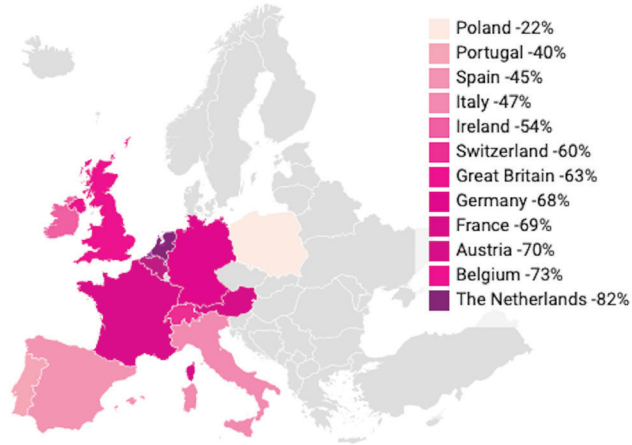 Poland -22%
Portugal -40%
Spain -45%
Italy -47%
Ireland -54%
Switzerland -60%
Great Britain -63%
Germany -68%
France -69%
Austria -70%
Belgium -73%
The Netherlands -82%